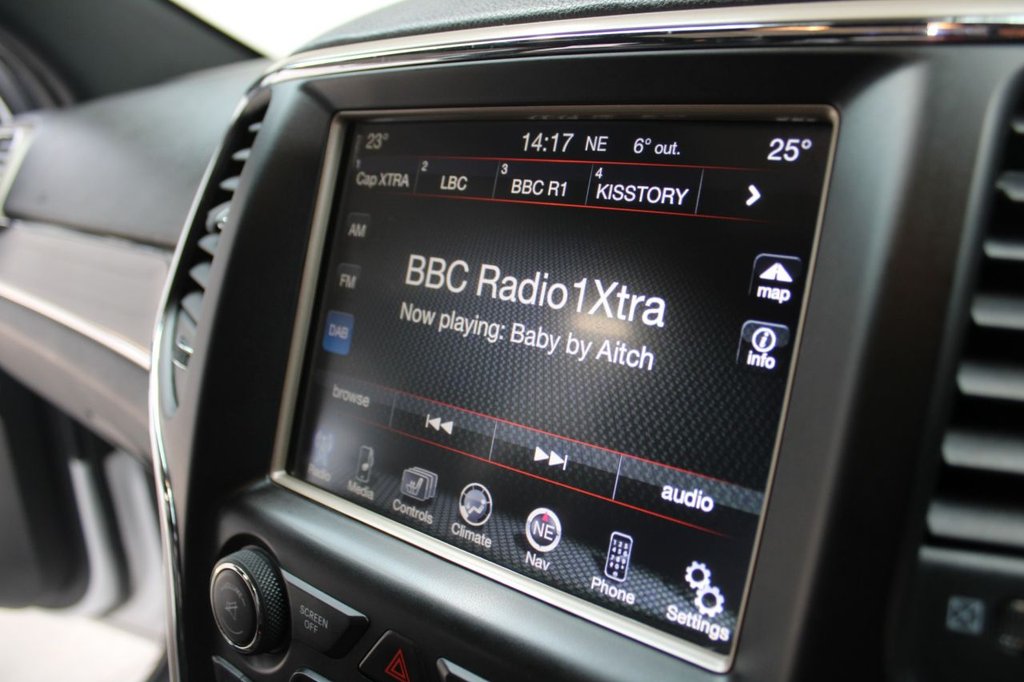 23° 14:17 NE 6° out. 25°
1 Cap XTRA 2 LBC 3 BBC R1 4 KISSTORY
AM
FM
DAB
BBC Radio1Xtra
Now playing: Baby by Aitch
map
info
browse audio
Radio Media Controls Climate NE Nav Phone Settings
SCREEN
OFF